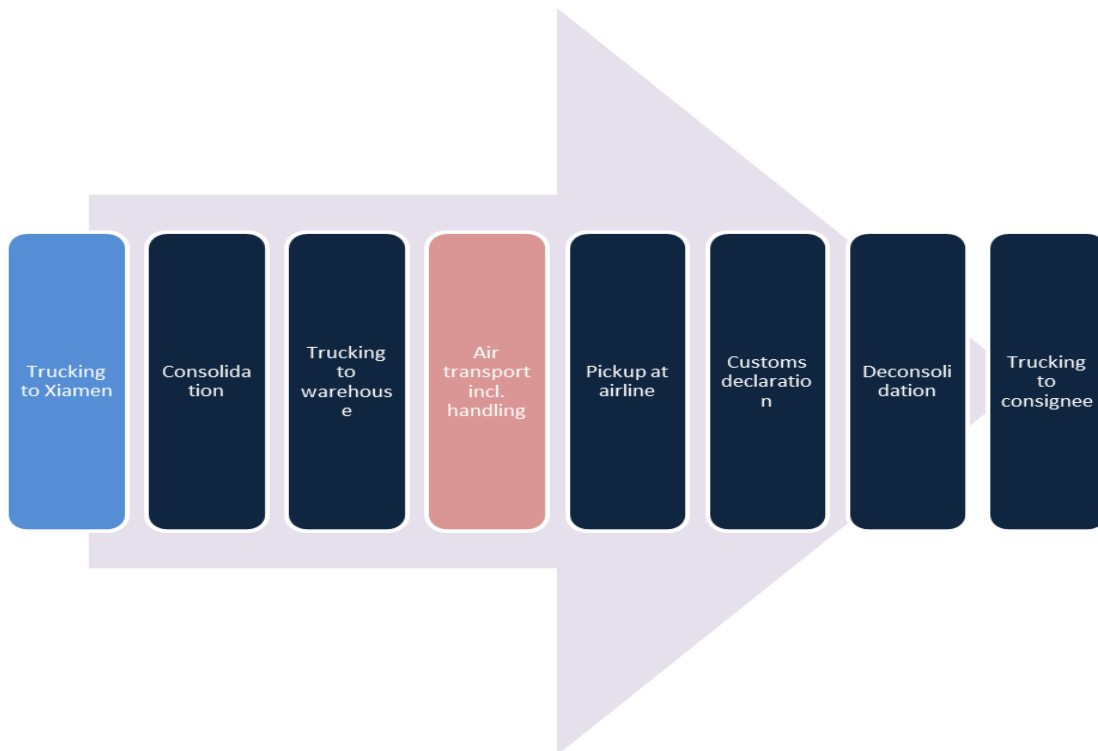 Trucking
to Xiamen
Consolida
tion
Trucking
to
warehous
e
Air
transport
incl.
handling
Pickup at
airline
Customs
declaratio
n
Deconsoli
dation
Trucking
to
consignee